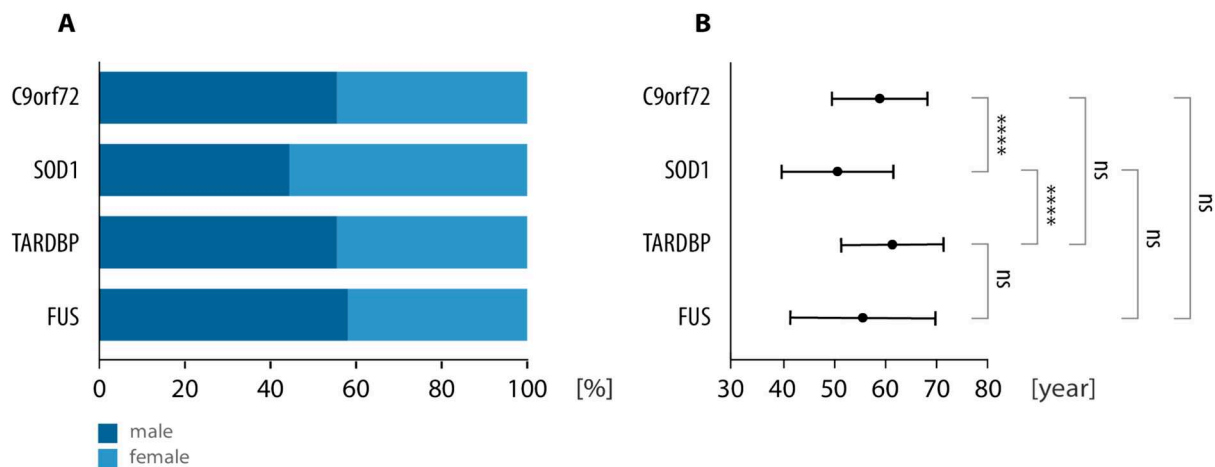 A
C9orf72
SOD1
TARDBP
FUS
0 20 40 60 80 100 [%]
male
female
B
C9orf72
SOD1
TARDBP
FUS
****
****
ns
ns
ns
ns
30 40 50 60 70 80 [year]